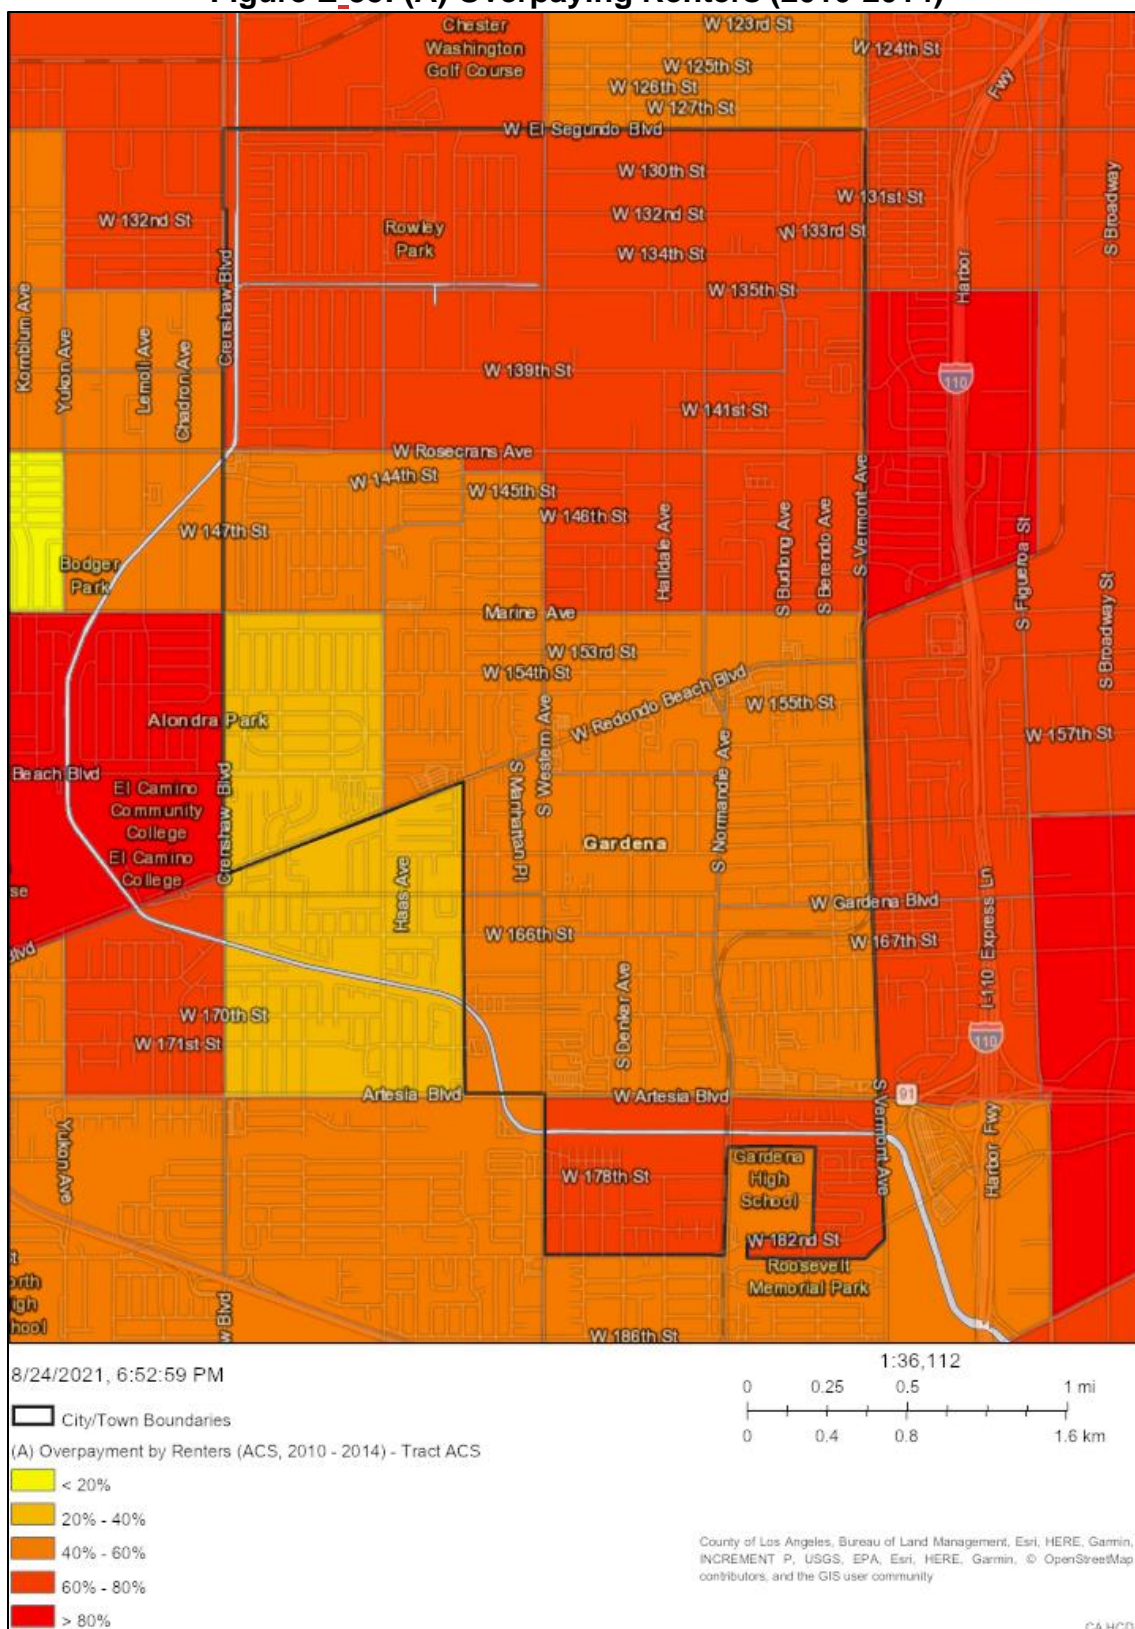 Chester
Washington
Golf Course
W 123rd St
W 124th St
W 125th St
W 126th St
W 127th St
Fwy
W El Segundo Blvd
W 130th St
W 131st St
W 132nd St
W 132nd St
W 133rd St
Rowley
Park
W 134th St
S Broadway
Crenshaw Blvd
W 135th St
Harbor
Kornblum Ave
Yukon Ave
Lemoli Ave
Chadron Ave
W 139th St
110
W 141st St
W Rosecrans Ave
W 144th St
W 145th St
W 146th St
W 147th St
Halldale Ave
S Budlong Ave
S Berendo Ave
S Vermont Ave
S Figueroa St
Bodger
Park
Marine Ave
S Broadway St
W 153rd St
W 154th St
W Redondo Beach Blvd
W 155th St
Alondra Park
W 157th St
Beach Blvd
El Camino
Community
College
El Camino
College
Crenshaw Blvd
S Manhattan Pl
S Western Ave
S Normandie Ave
Gardena
Haas Ave
se
W Gardena Blvd
W 166th St
W 167th St
I-110 Express Ln
lvd
S Denker Ave
W 170th St
W 171st St
110
Artesia Blvd
W Artesia Blvd
91
S Vermont Ave
Harbor Fwy
Yukon Ave
W 178th St
Gardena
High
School
W 182nd St
Roosevelt
Memorial Park
w Blvd
W 186th St
8/24/2021, 6:52:59 PM
1:36,112
0 0.25 0.5 1 mi
0 0.4 0.8 1.6 km
City/Town Boundaries
(A) Overpayment by Renters (ACS, 2010 - 2014) - Tract ACS
< 20%
20% - 40%
40% - 60%
60% - 80%
> 80%
County of Los Angeles, Bureau of Land Management, Esri, HERE, Garmin,
INCREMENT P, USGS, EPA, Esri, HERE, Garmin, © OpenStreetMap
contributors, and the GIS user community